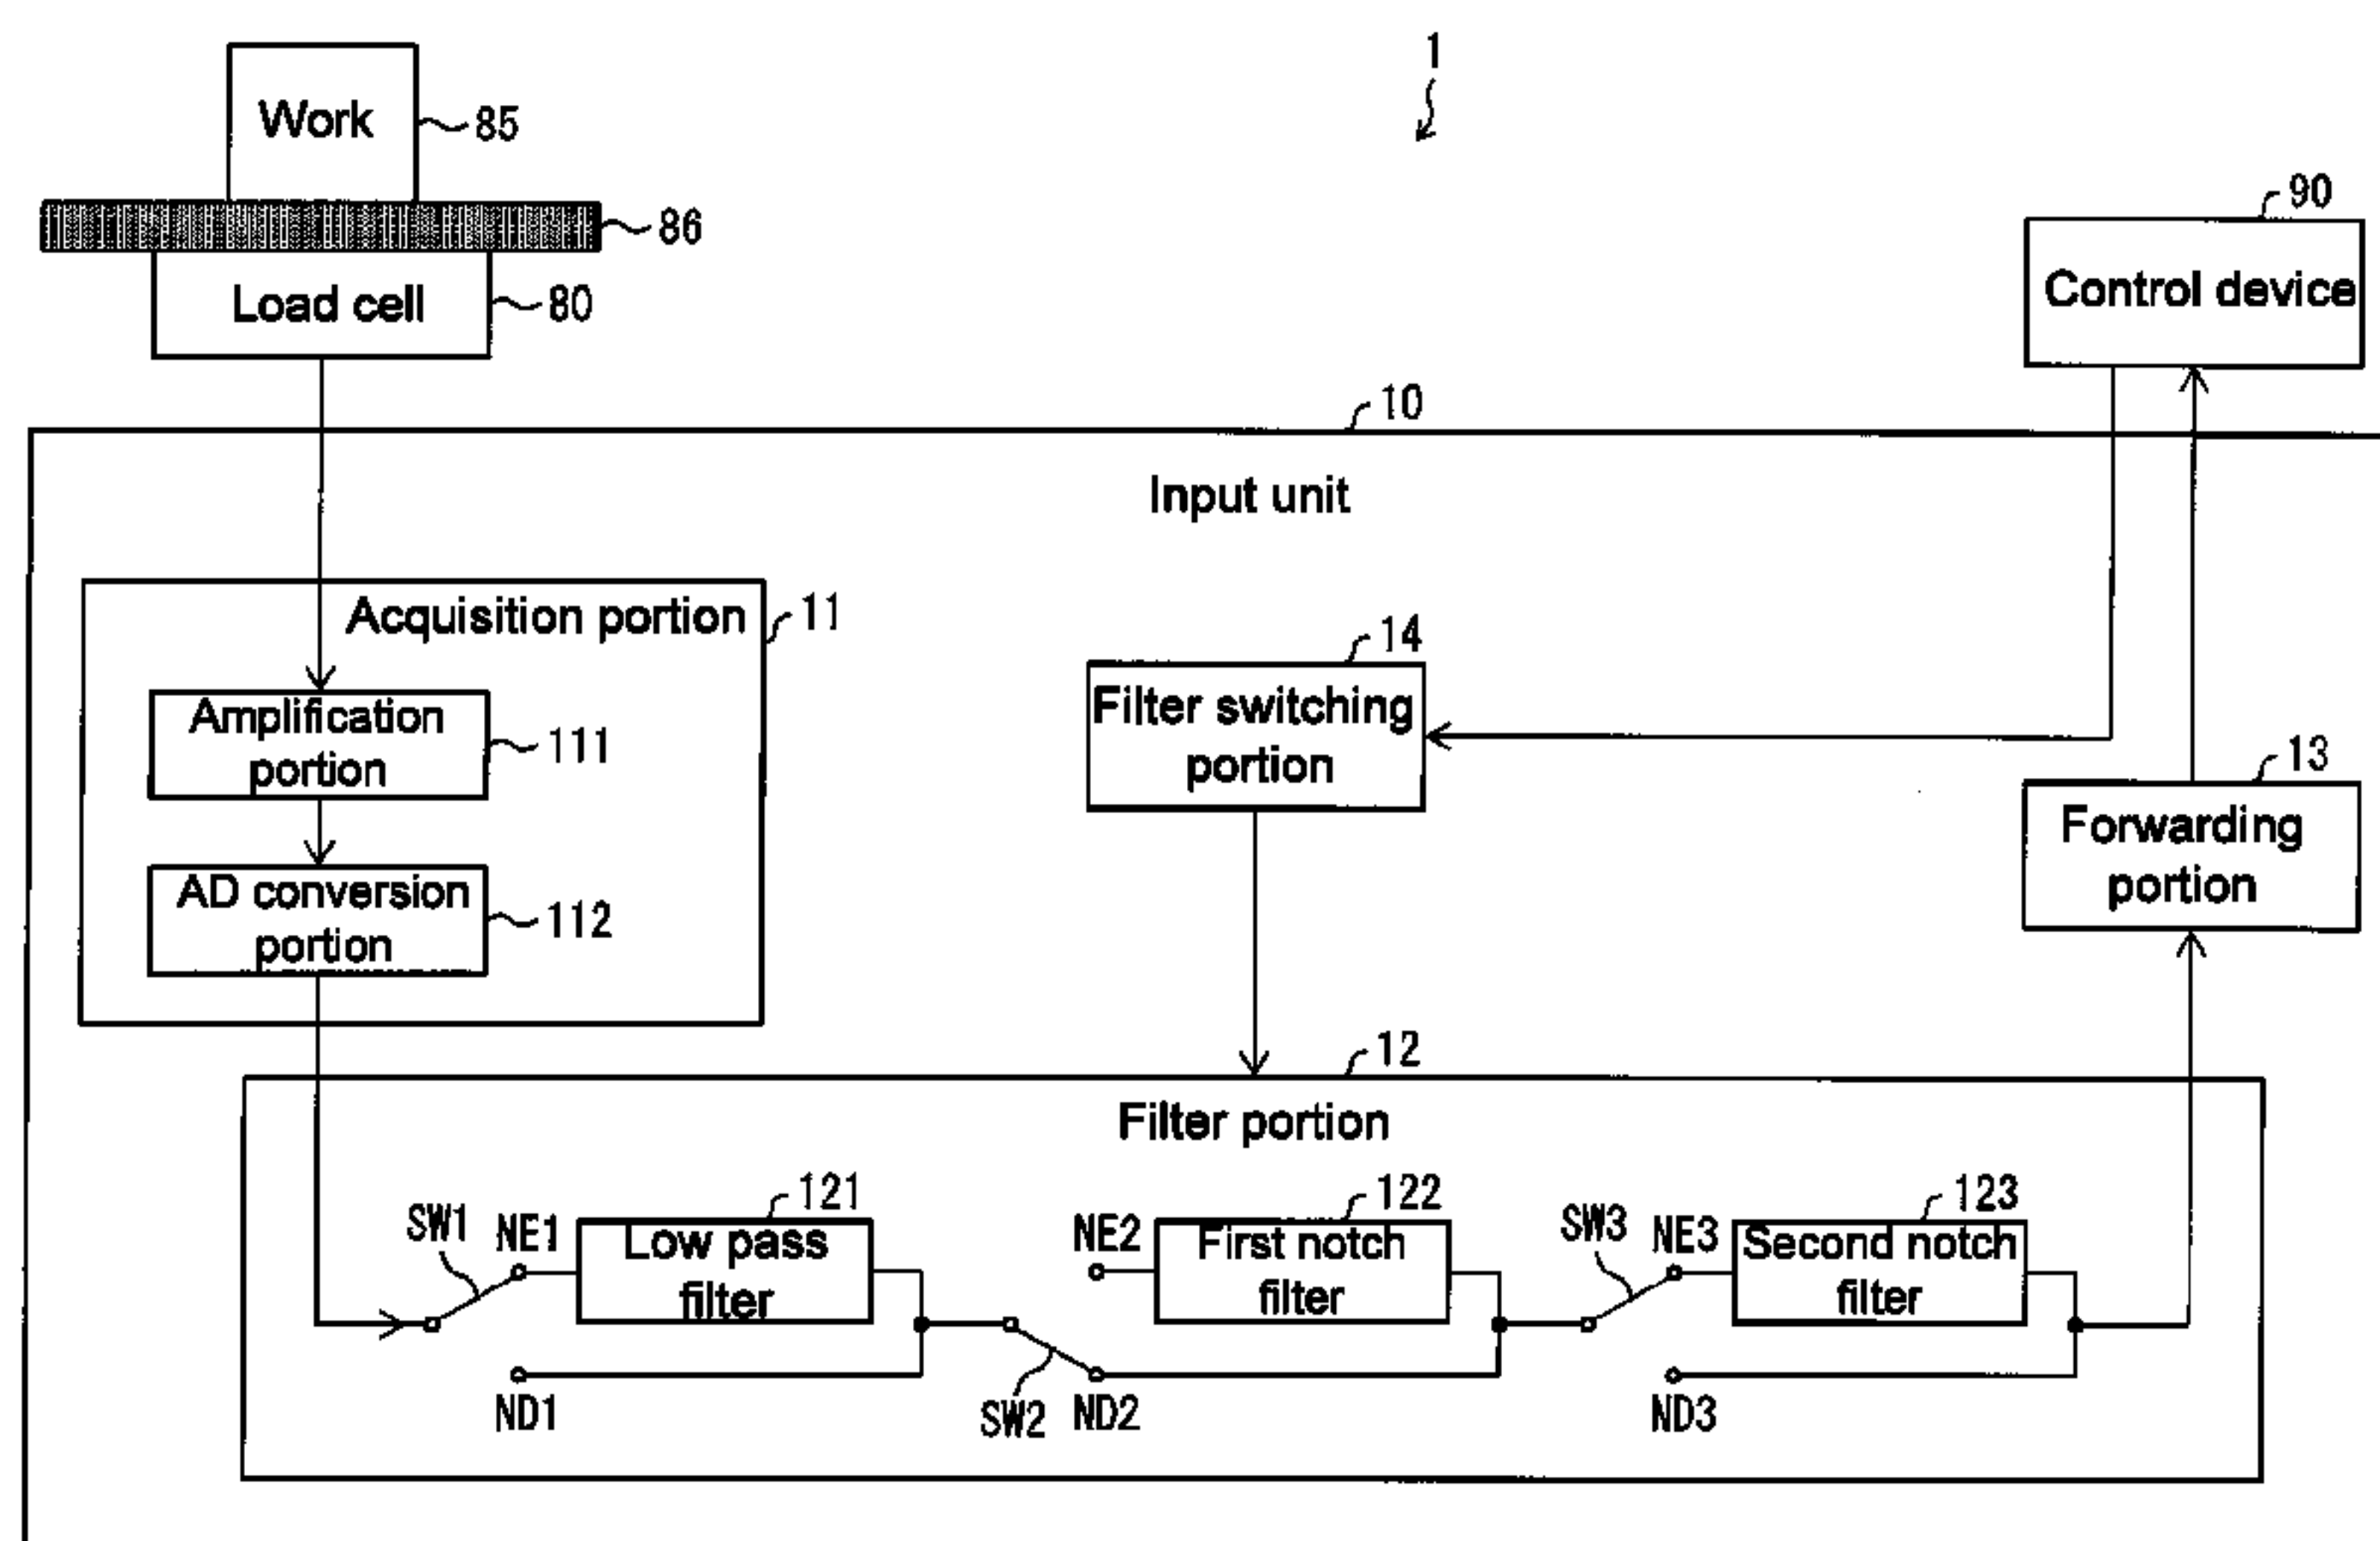 1
Work
85
86
Load cell
80
90
Control device
10
Input unit
Acquisition portion
11
Amplification
portion
111
AD conversion
portion
112
14
Filter switching
portion
13
Forwarding
portion
12
Filter portion
SW1
NE1
121
Low pass
filter
ND1
SW2
NE2
122
First notch
filter
ND2
SW3
NE3
123
Second notch
filter
ND3